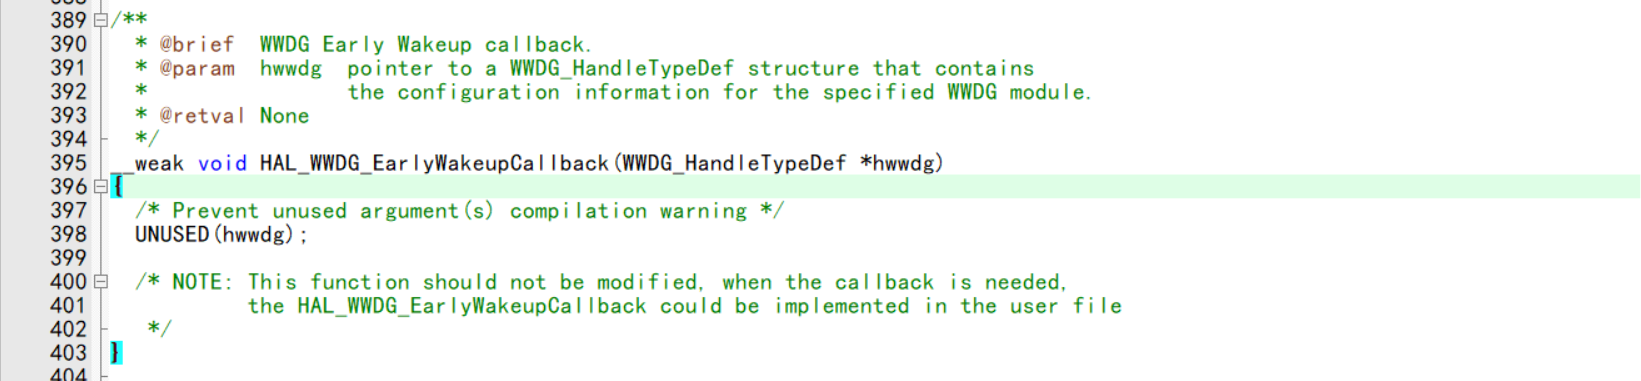 389 /**
390 * @brief WWDG Early Wakeup callback.
391 * @param hwwdg pointer to a WWDG_HandleTypeDef structure that contains
392 * the configuration information for the specified WWDG module.
393 * @retval None
394 */
395 __weak void HAL_WWDG_EarlyWakeupCallback(WWDG_HandleTypeDef *hwwdg)
396 {
397 /* Prevent unused argument(s) compilation warning */
398 UNUSED(hwwdg);
399
400 /* NOTE: This function should not be modified, when the callback is needed,
401 the HAL_WWDG_EarlyWakeupCallback could be implemented in the user file
402 */
403 }
404